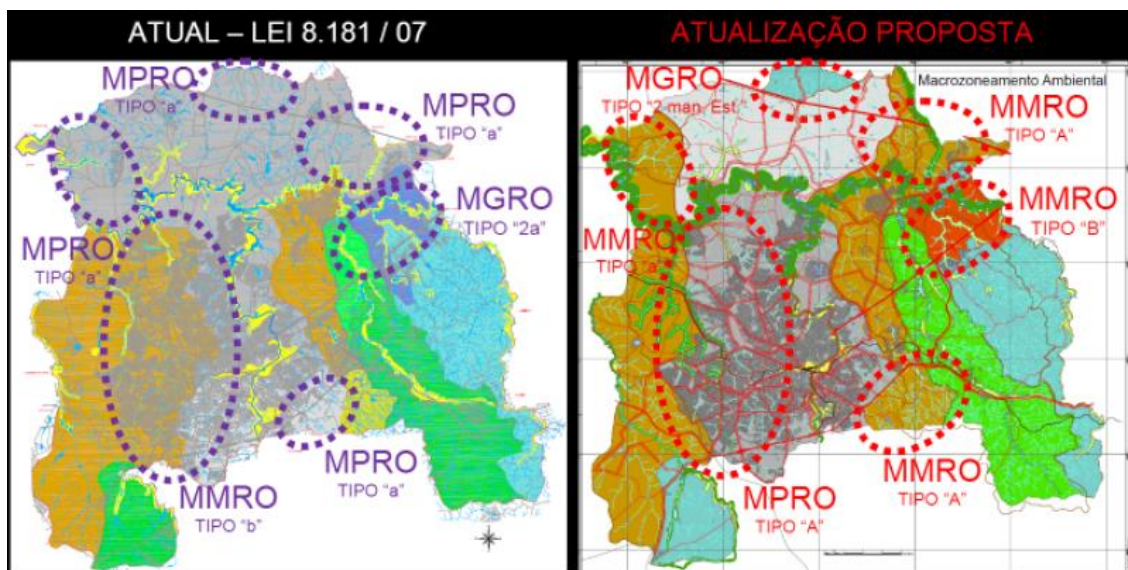 ATUAL – LEI 8.181 / 07
MPRO
TIPO "a"
MPRO
TIPO "a"
MGRO
TIPO "2a"
MPRO
TIPO "a"
MPRO
TIPO "a"
MMRO
TIPO "b"
ATUALIZAÇÃO PROPOSTA
Macrozoneamento Ambiental
MGRO
TIPO "2 man. Est."
MMRO
TIPO "A"
MMRO
TIPO "B"
MMRO
TIPO "a"
MMRO
TIPO "A"
MPRO
TIPO "A"